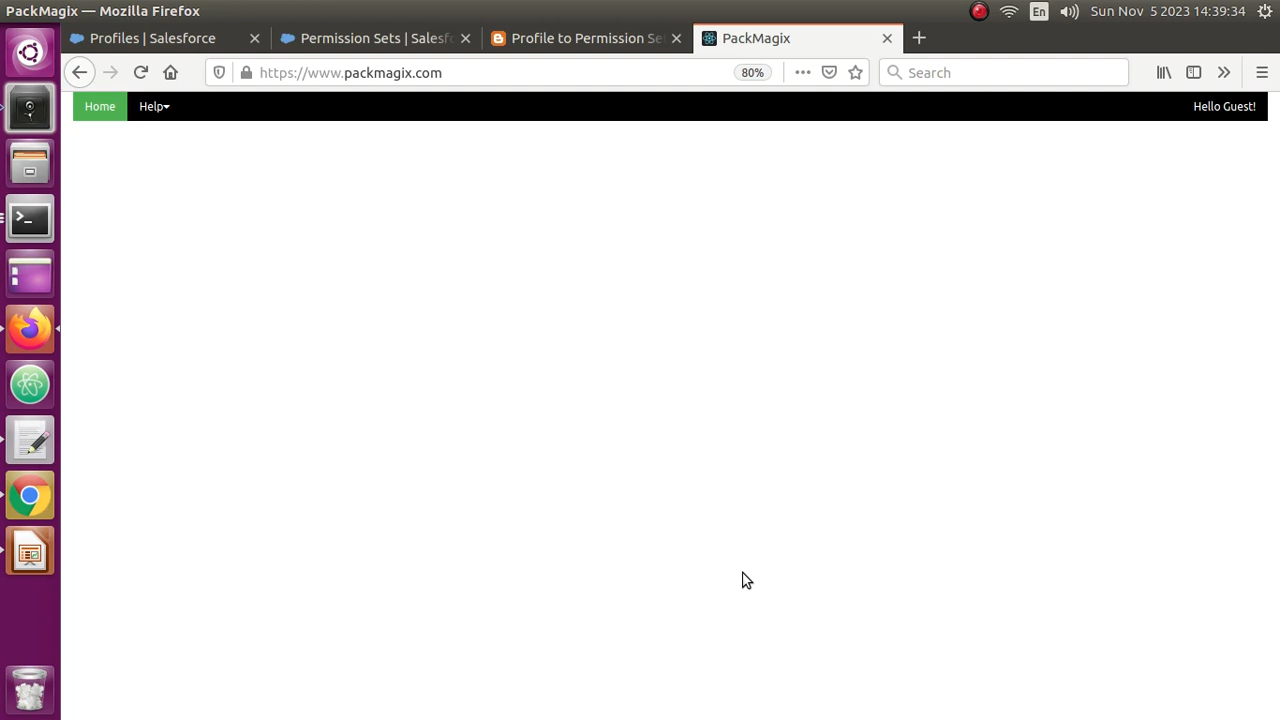 PackMagix — Mozilla Firefox
En
Sun Nov 5 2023 14:39:34
Profiles | Salesforce
Permission Sets | Salesf
Profile to Permission Se
PackMagix
https://www.packmagix.com
80%
Search
Home
Help
Hello Guest!